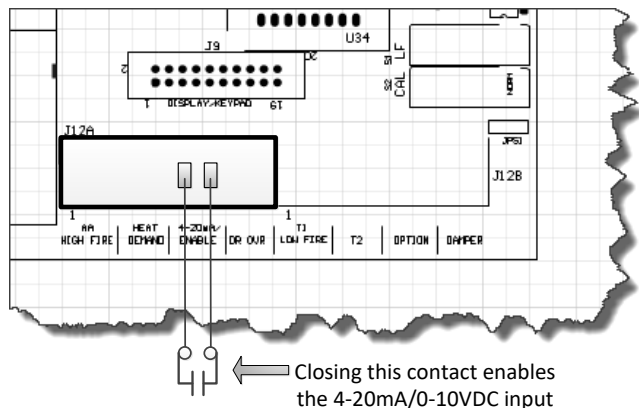 U34
J9
2
20
1
DISPLAY/KEYPAD
19
S1
LF
S2
CAL
JP51
J12A
J12B
1
1
AA
HIGH FIRE
HEAT
DEMAND
4-20mA/
ENABLE
DR OVR
T1
LOW FIRE
T2
OPTION
DAMPER
Closing this contact enables
the 4-20mA/0-10VDC input